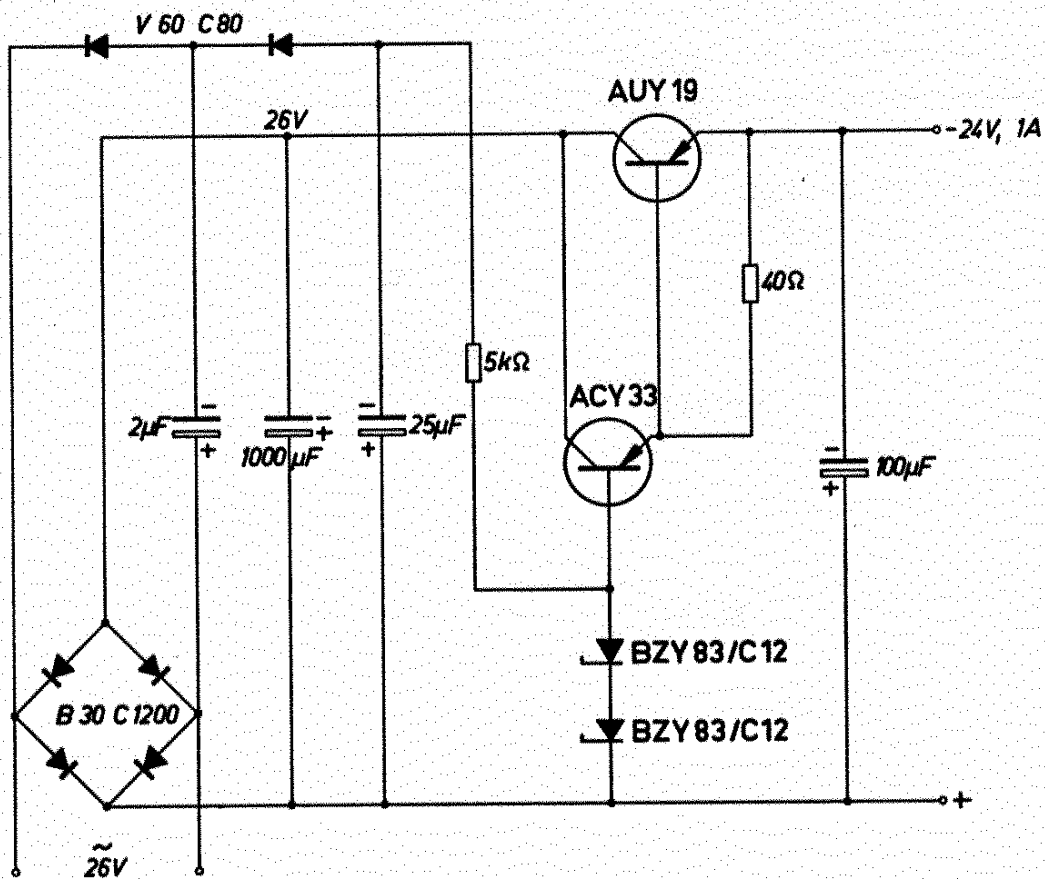 V 60 C 80
AUY 19
26V
-24V, 1A
40Ω
5kΩ
ACY 33
2µF
- +
1000µF
- +
25µF
- +
100µF
- +
BZY 83/C12
B 30 C 1200
BZY 83/C12
+
~
26V